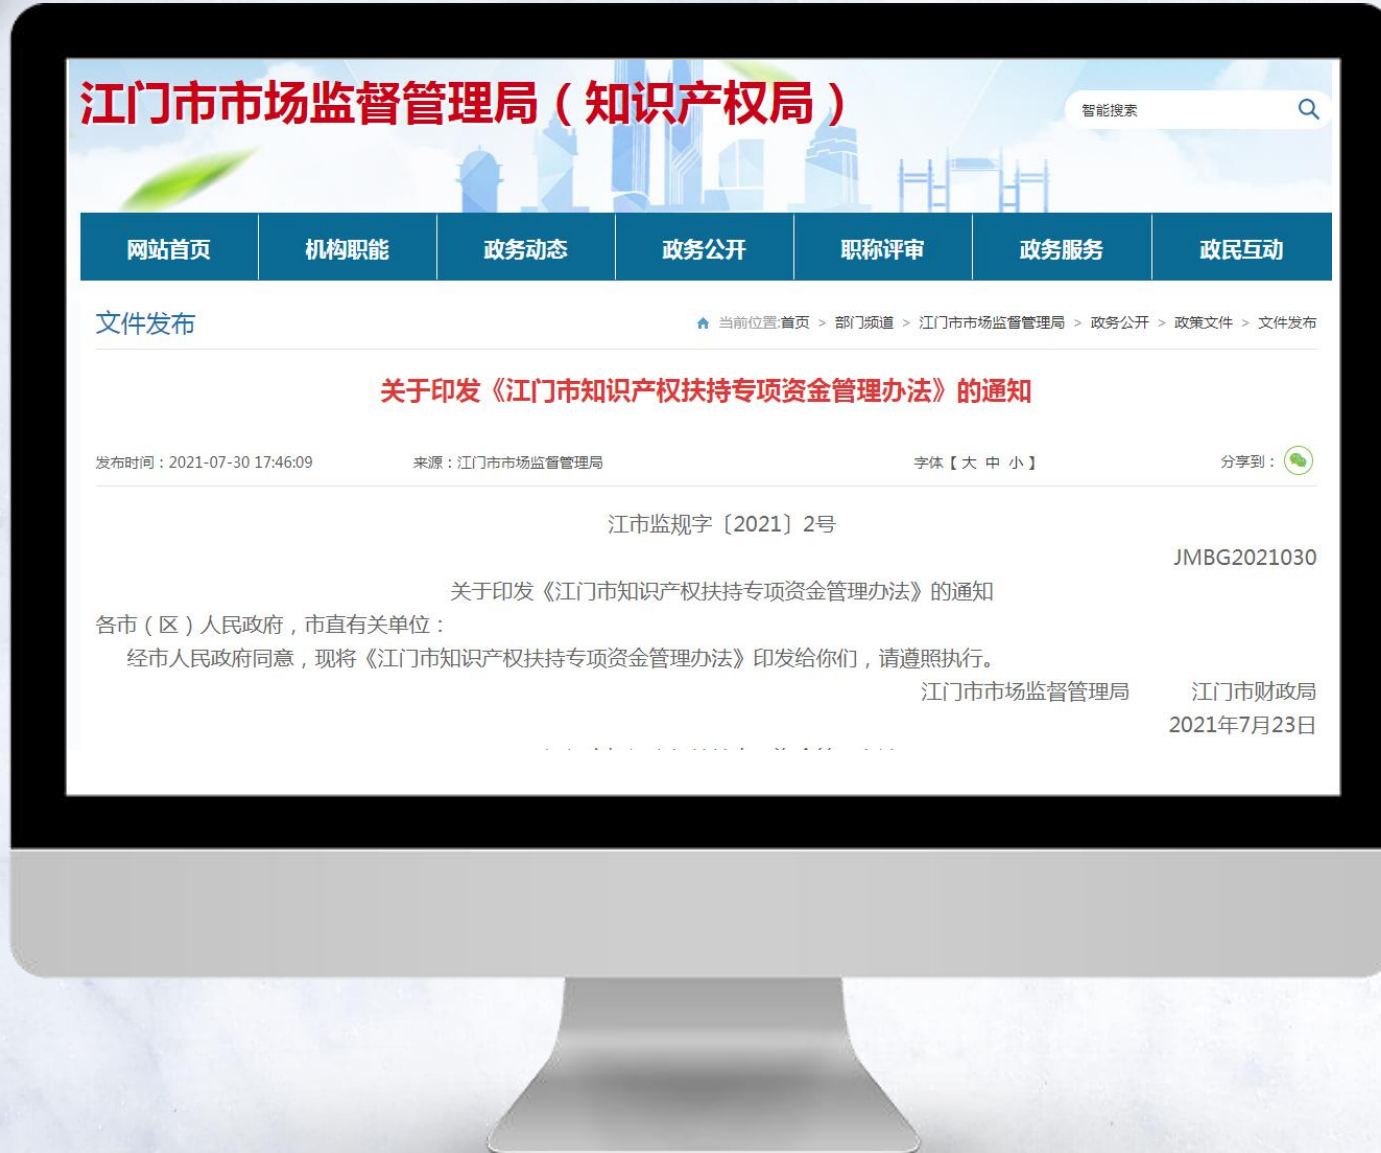 江门市市场监督管理局（知识产权局）
智能搜索
网站首页 机构职能 政务动态 政务公开 职称评审 政务服务 政民互动
文件发布
当前位置:首页 > 部门频道 > 江门市市场监督管理局 > 政务公开 > 政策文件 > 文件发布
关于印发《江门市知识产权扶持专项资金管理办法》的通知
发布时间：2021-07-30 17:46:09 来源：江门市市场监督管理局 字体【大 中 小】 分享到：
江市监规字〔2021〕2号
JMBG2021030
关于印发《江门市知识产权扶持专项资金管理办法》的通知
各市（区）人民政府，市直有关单位：
经市人民政府同意，现将《江门市知识产权扶持专项资金管理办法》印发给你们，请遵照执行。
江门市市场监督管理局 江门市财政局
2021年7月23日